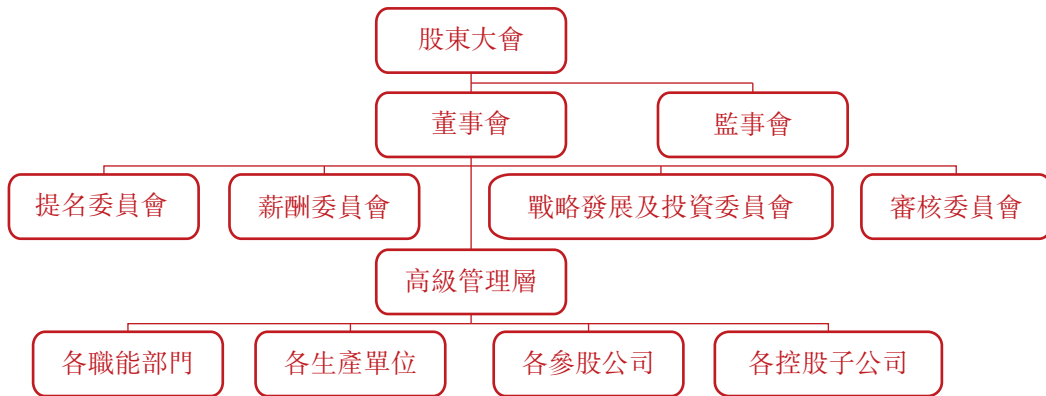 股東大會
董事會
監事會
提名委員會
薪酬委員會
戰略發展及投資委員會
審核委員會
高級管理層
各職能部門
各生產單位
各參股公司
各控股子公司